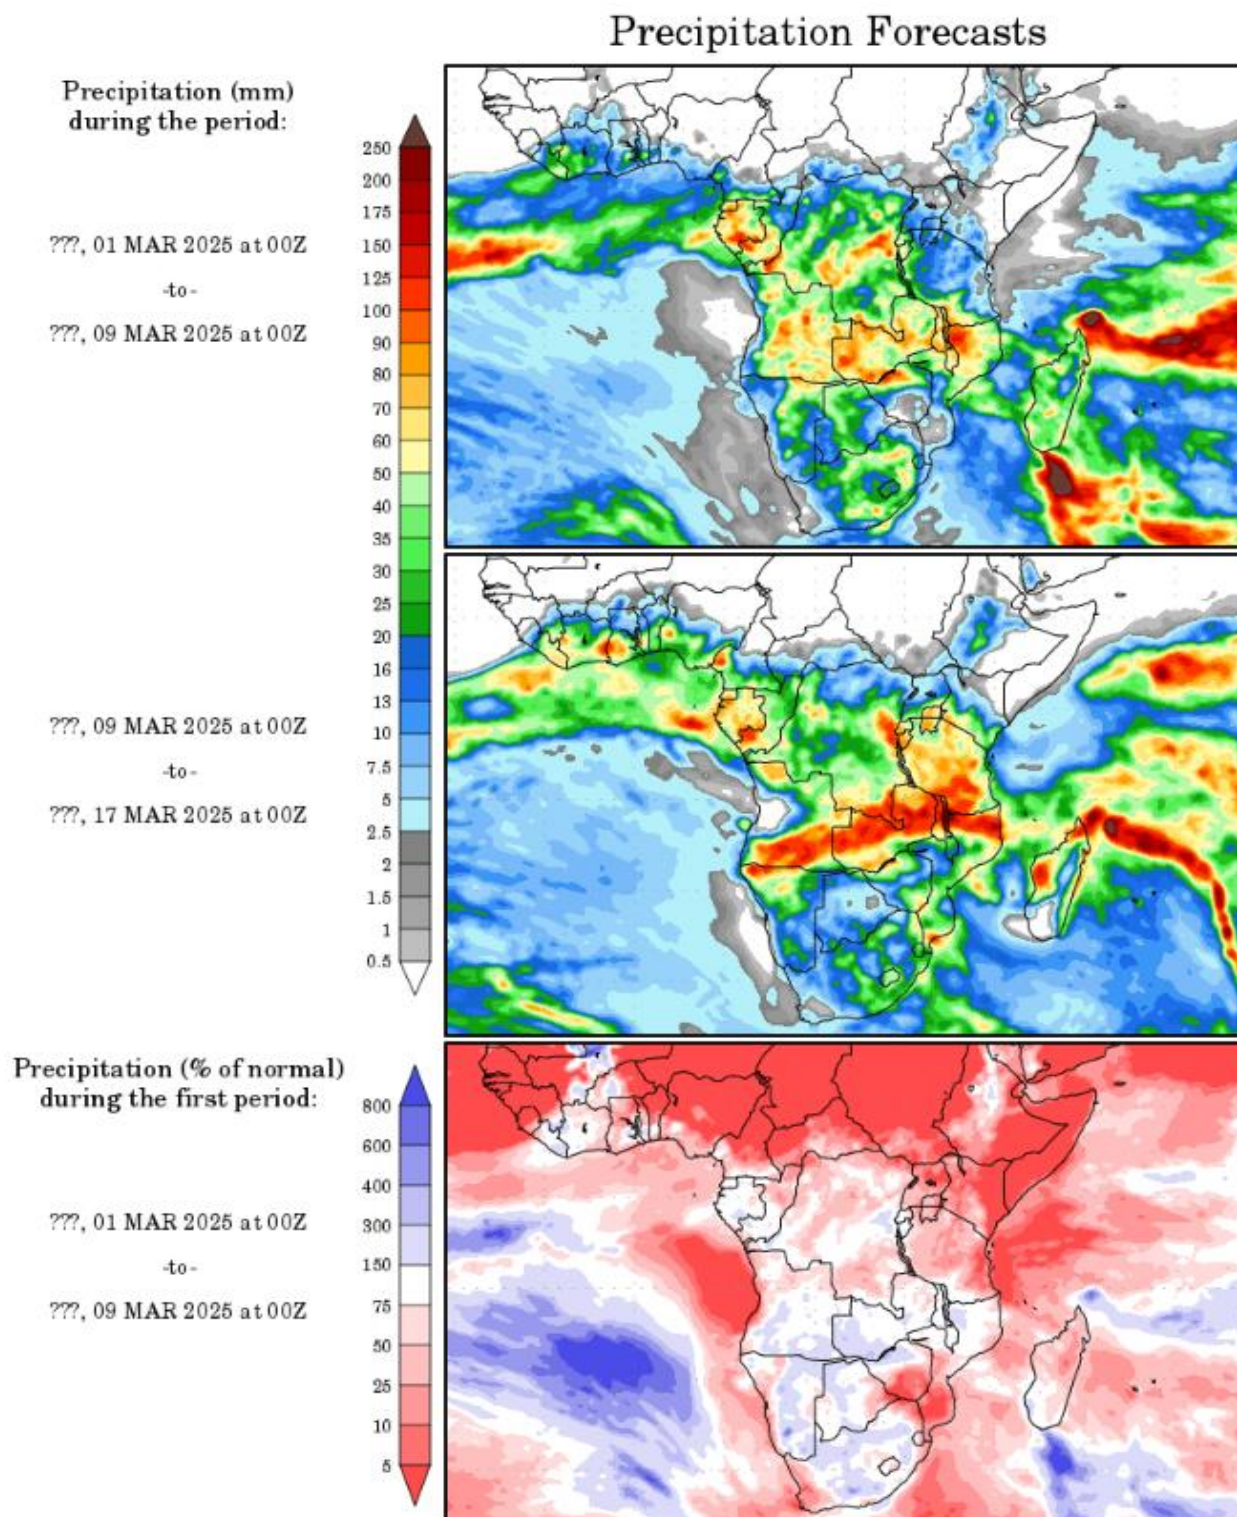 Precipitation Forecasts
Precipitation (mm)
during the period:
???, 01 MAR 2025 at 00Z
-to-
???, 09 MAR 2025 at 00Z
???, 09 MAR 2025 at 00Z
-to-
???, 17 MAR 2025 at 00Z
250
200
175
150
125
100
90
80
70
60
50
40
35
30
25
20
16
13
10
7.5
5
2.5
2
1.5
1
0.5
Precipitation (% of normal)
during the first period:
???, 01 MAR 2025 at 00Z
-to-
???, 09 MAR 2025 at 00Z
800
600
400
300
150
75
50
25
10
5